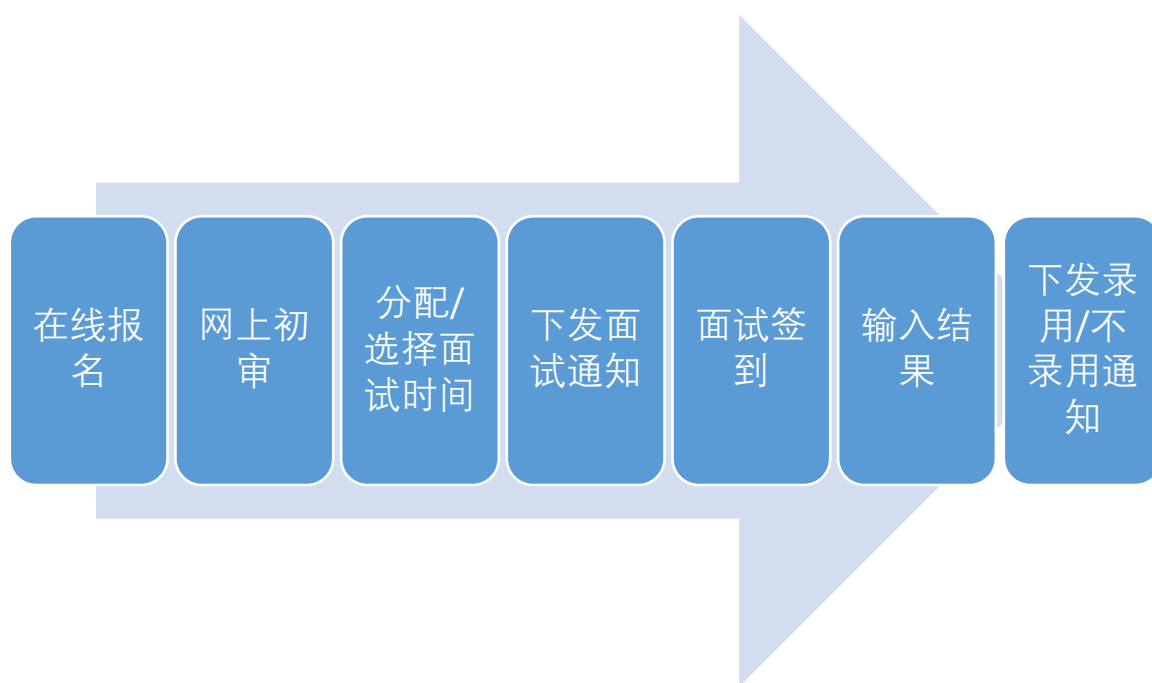 在线报
名
网上初
审
分配/
选择面
试时间
下发面
试通知
面试签
到
输入结
果
下发录
用/不
录用通
知